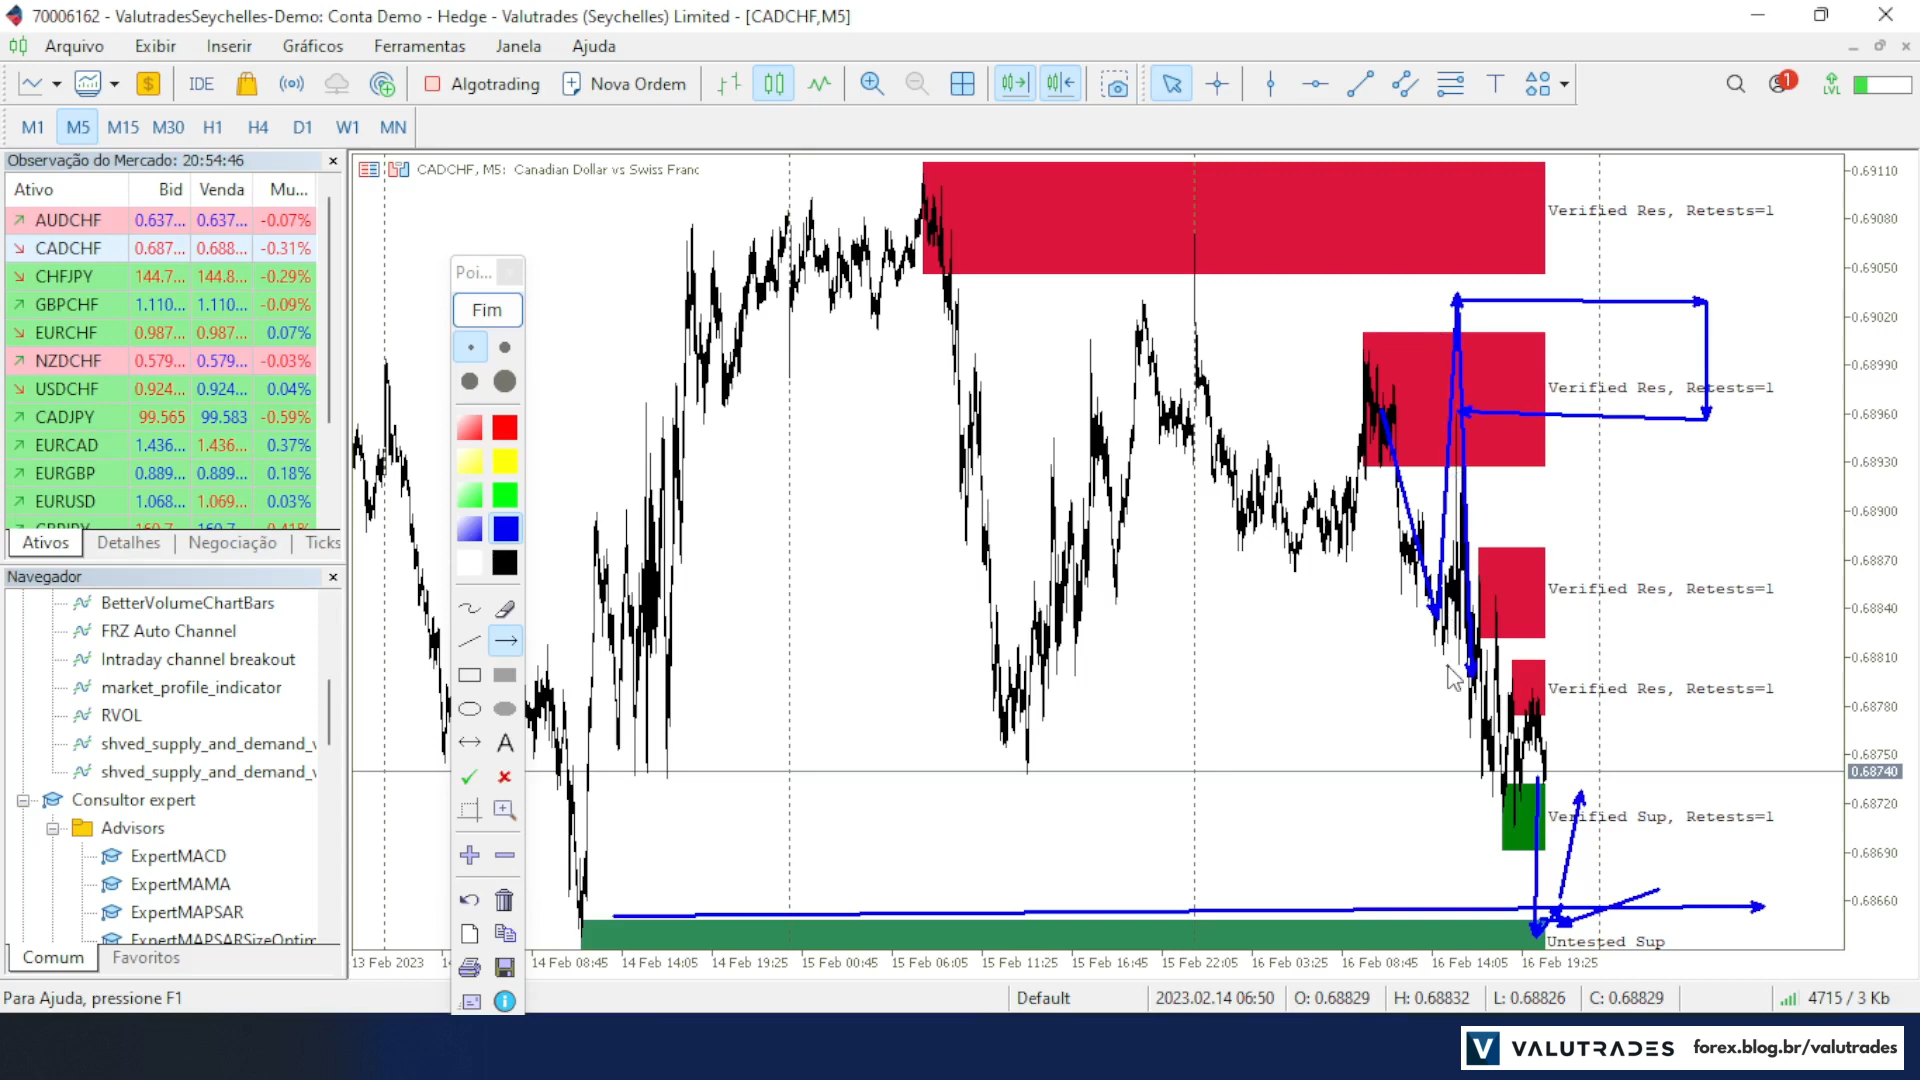 70006162 - ValutradesSeychelles-Demo: Conta Demo - Hedge - Valutrades (Seychelles) Limited - [CADCHF,M5]
Arquivo Exibir Inserir Gráficos Ferramentas Janela Ajuda
IDE Algotrading Nova Ordem T 1 LVL
M1 M5 M15 M30 H1 H4 D1 W1 MN
Observação do Mercado: 20:54:46
Ativo Bid Venda Mu...
AUDCHF 0.637... 0.637... -0.07%
CADCHF 0.687... 0.688... -0.31%
CHFJPY 144.7... 144.8... -0.29%
GBPCHF 1.110... 1.110... -0.09%
EURCHF 0.987... 0.987... 0.07%
NZDCHF 0.579... 0.579... -0.03%
USDCHF 0.924... 0.924... 0.04%
CADJPY 99.565 99.583 -0.59%
EURCAD 1.436... 1.436... 0.37%
EURGBP 0.889... 0.889... 0.18%
EURUSD 1.068... 1.069... 0.03%
Ativos Detalhes Negociação Ticks
Navegador
BetterVolumeChartBars
FRZ Auto Channel
Intraday channel breakout
market_profile_indicator
RVOL
shved_supply_and_demand_v
shved_supply_and_demand_v
Consultor expert
Advisors
ExpertMACD
ExpertMAMA
ExpertMAPSAR
ExpertMAPSARSizeOptim
Comum Favoritos
CADCHF, M5: Canadian Dollar vs Swiss Franc
Poi...
Fim
A
Verified Res, Retests=1
Verified Res, Retests=1
Verified Res, Retests=1
Verified Res, Retests=1
Verified Sup, Retests=1
Untested Sup
0.69110
0.69080
0.69050
0.69020
0.68990
0.68960
0.68930
0.68900
0.68870
0.68840
0.68810
0.68780
0.68750
0.68740
0.68720
0.68690
0.68660
13 Feb 2023 14 Feb 08:45 14 Feb 14:05 14 Feb 19:25 15 Feb 00:45 15 Feb 06:05 15 Feb 11:25 15 Feb 16:45 15 Feb 22:05 16 Feb 03:25 16 Feb 08:45 16 Feb 14:05 16 Feb 19:25
Para Ajuda, pressione F1 Default 2023.02.14 06:50 O: 0.68829 H: 0.68832 L: 0.68826 C: 0.68829 4715 / 3 Kb
V VALUTRADES forex.blog.br/valutrades